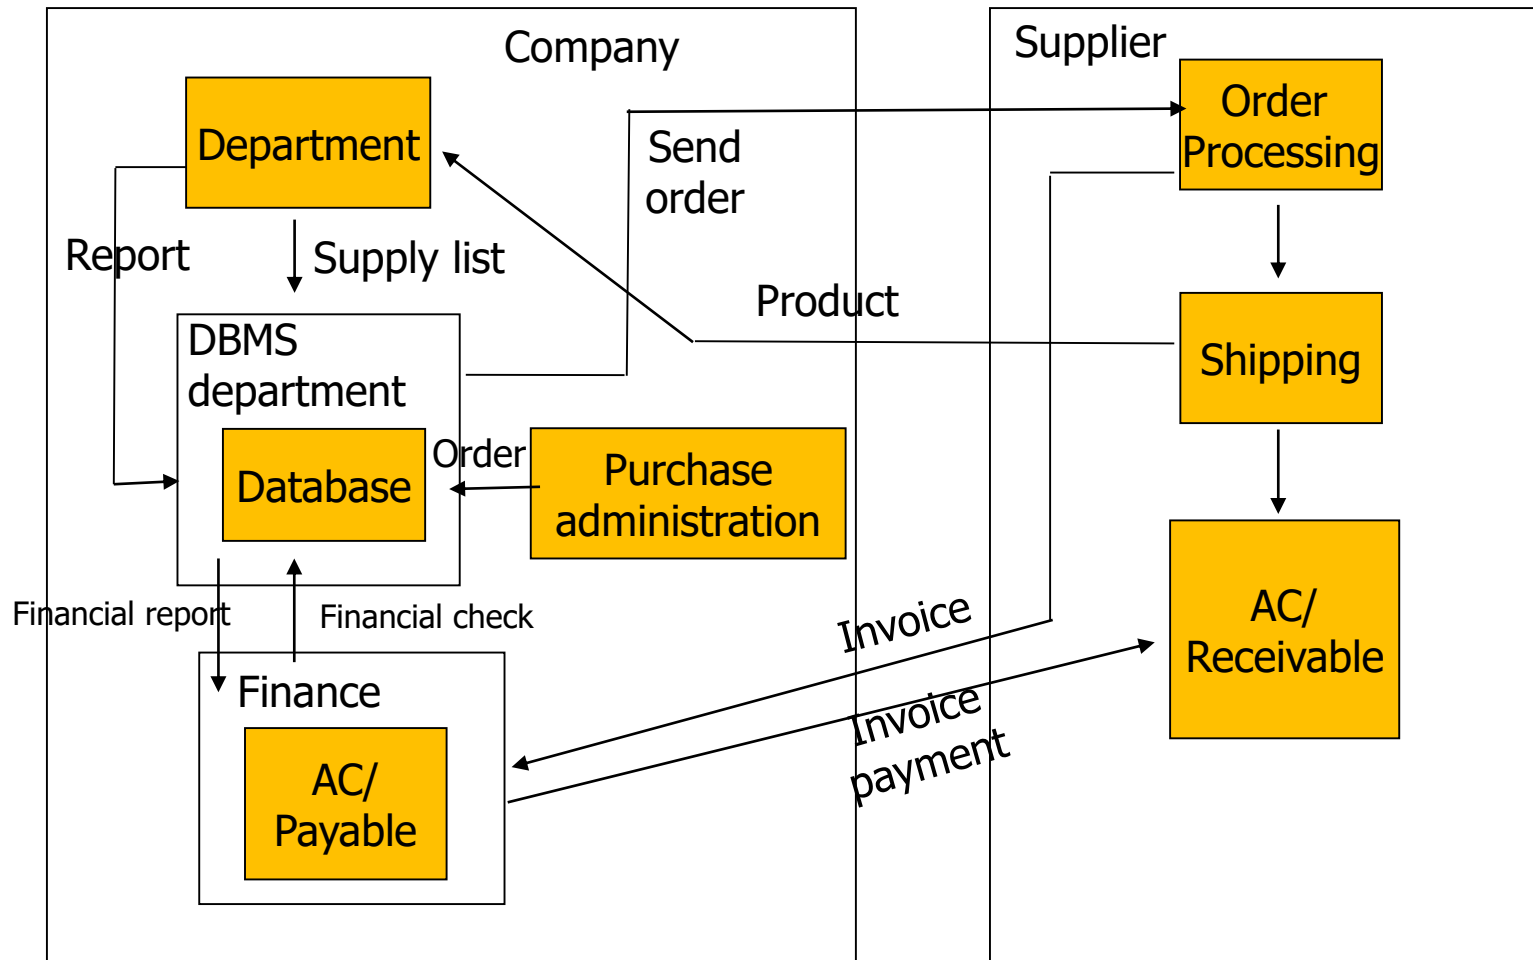 Company
Supplier
Order
Processing
Department
Send
order
Report
Supply list
Product
DBMS
department
Shipping
Order
Database
Purchase
administration
Financial report
Financial check
Invoice
AC/
Receivable
Finance
Invoice
payment
AC/
Payable